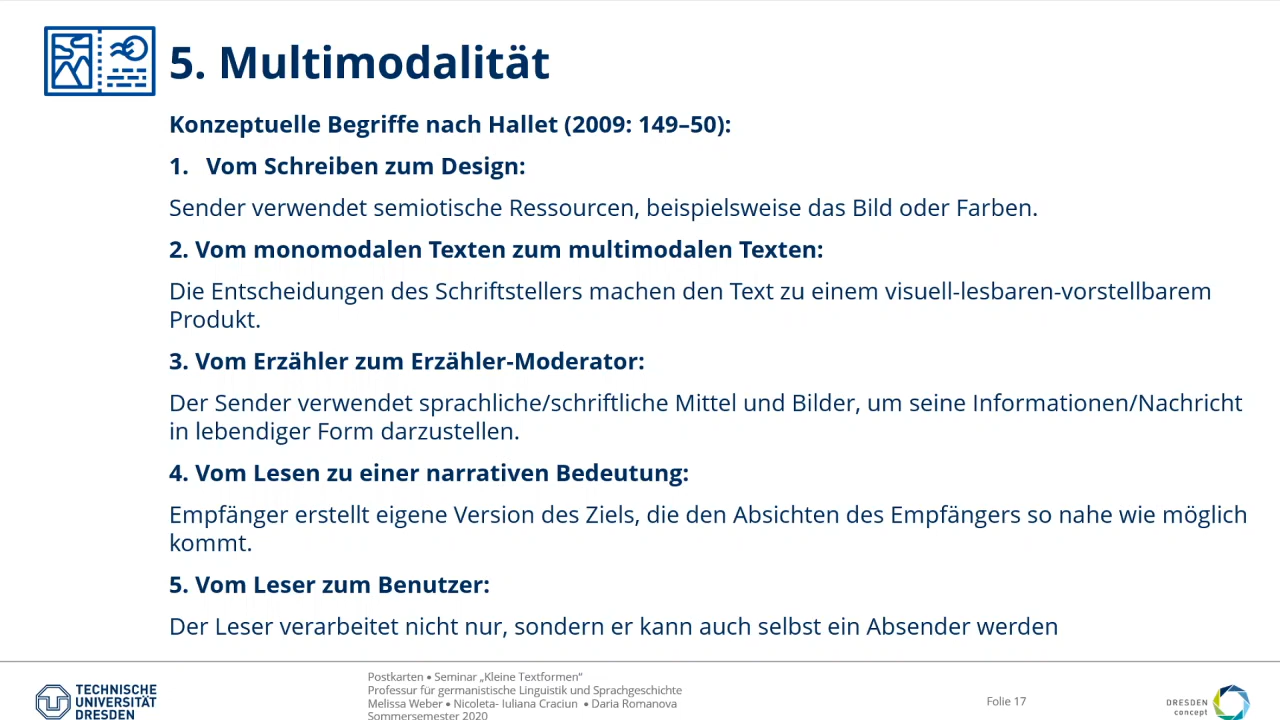 5. Multimodalität
Konzeptuelle Begriffe nach Hallet (2009: 149–50):
1. Vom Schreiben zum Design:
Sender verwendet semiotische Ressourcen, beispielsweise das Bild oder Farben.
2. Vom monomodalen Texten zum multimodalen Texten:
Die Entscheidungen des Schriftstellers machen den Text zu einem visuell-lesbaren-vorstellbarem
Produkt.
3. Vom Erzähler zum Erzähler-Moderator:
Der Sender verwendet sprachliche/schriftliche Mittel und Bilder, um seine Informationen/Nachricht
in lebendiger Form darzustellen.
4. Vom Lesen zu einer narrativen Bedeutung:
Empfänger erstellt eigene Version des Ziels, die den Absichten des Empfängers so nahe wie möglich
kommt.
5. Vom Leser zum Benutzer:
Der Leser verarbeitet nicht nur, sondern er kann auch selbst ein Absender werden
TECHNISCHE
UNIVERSITÄT
DRESDEN
Postkarten • Seminar „Kleine Textformen“
Professur für germanistische Linguistik und Sprachgeschichte
Melissa Weber • Nicoleta- Iuliana Craciun • Daria Romanova
Sommersemester 2020
Folie 17
DRESDEN
concept